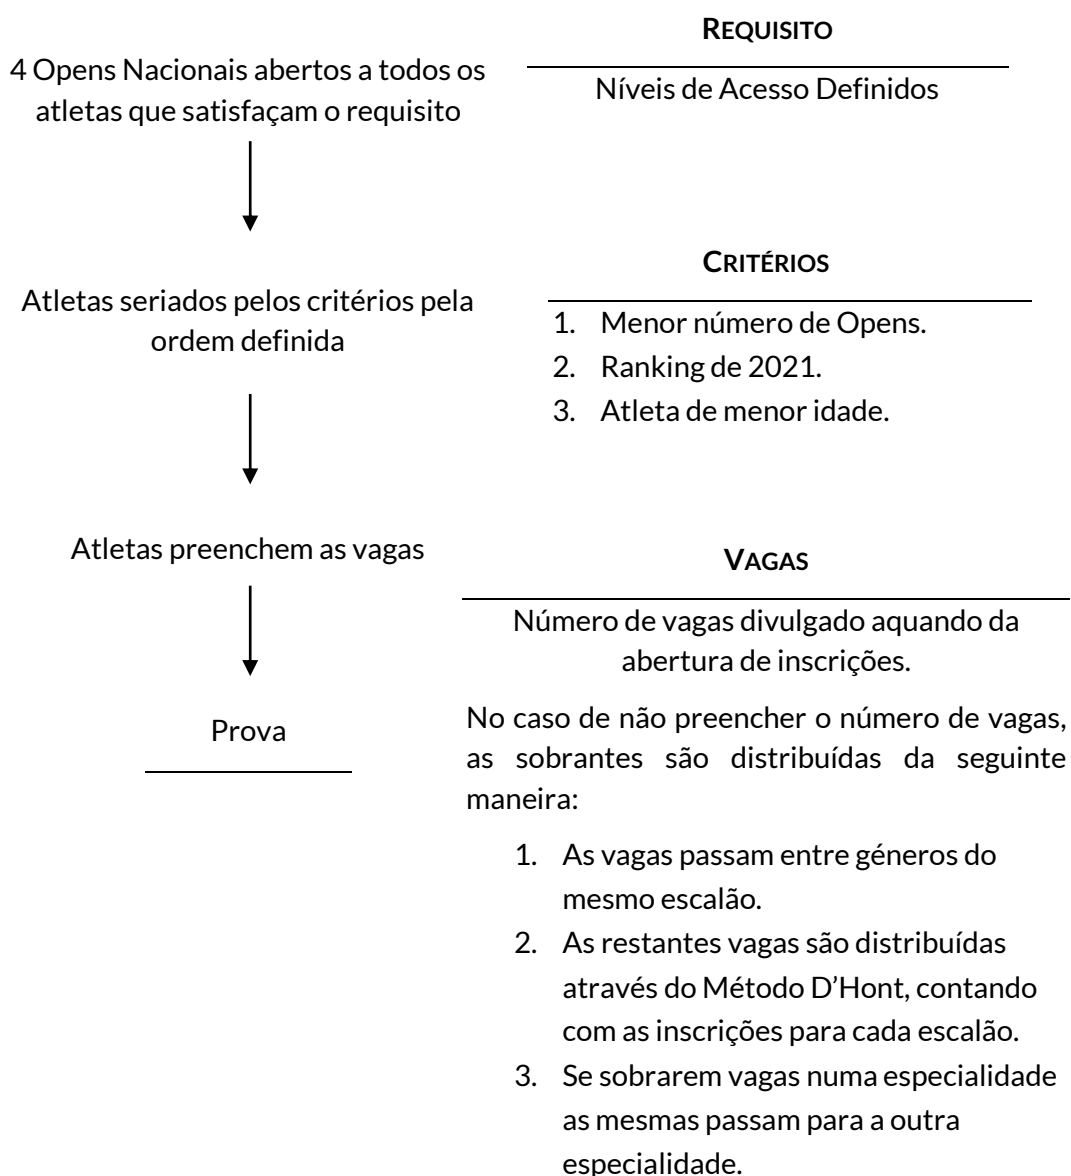 REQUISITO
4 Opens Nacionais abertos a todos os
atletas que satisfaçam o requisito
Níveis de Acesso Definidos
CRITÉRIOS
Atletas seriados pelos critérios pela
ordem definida
1. Menor número de Opens.
2. Ranking de 2021.
3. Atleta de menor idade.
Atletas preenchem as vagas
VAGAS
Número de vagas divulgado aquando da
abertura de inscrições.
Prova
No caso de não preencher o número de vagas,
as sobrantes são distribuídas da seguinte
maneira:
1. As vagas passam entre géneros do
mesmo escalão.
2. As restantes vagas são distribuídas
através do Método D’Hont, contando
com as inscrições para cada escalão.
3. Se sobrarem vagas numa especialidade
as mesmas passam para a outra
especialidade.